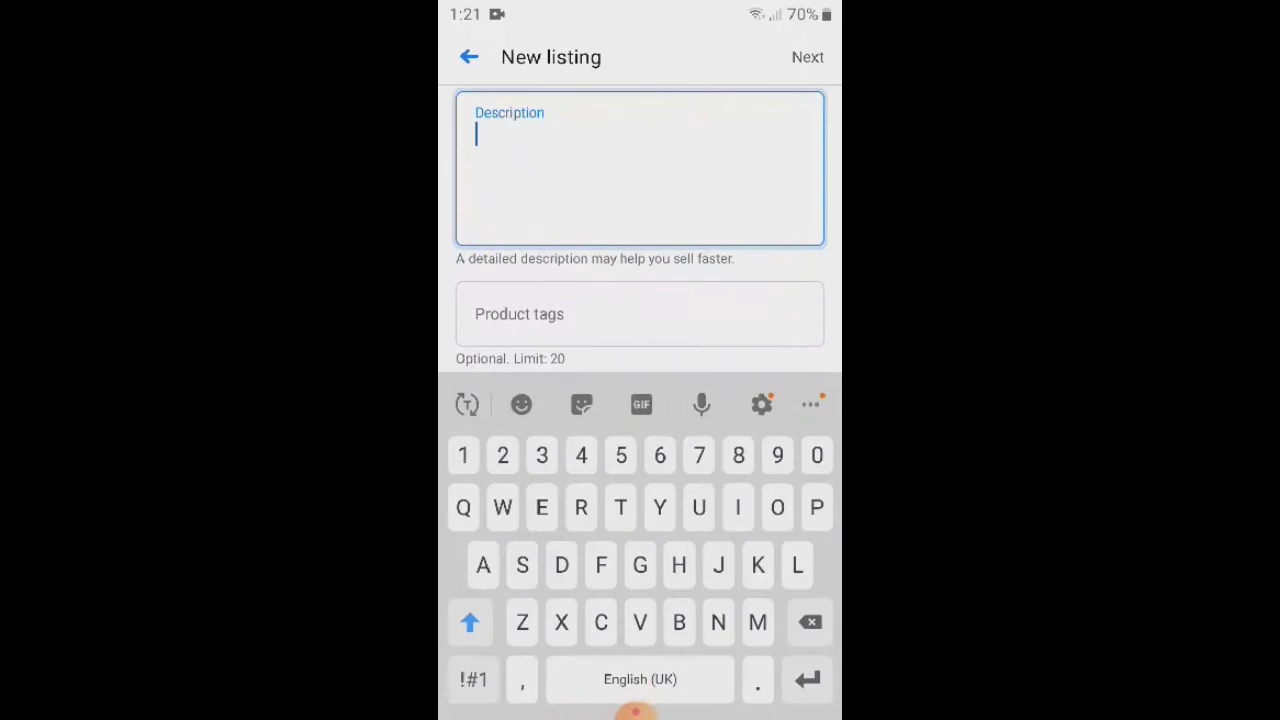 1:21 70%
New listing Next
Description
A detailed description may help you sell faster.
Product tags
Optional. Limit: 20
T GIF
1 2 3 4 5 6 7 8 9 0
Q W E R T Y U I O P
A S D F G H J K L
Z X C V B N M
!#1 , English (UK) .